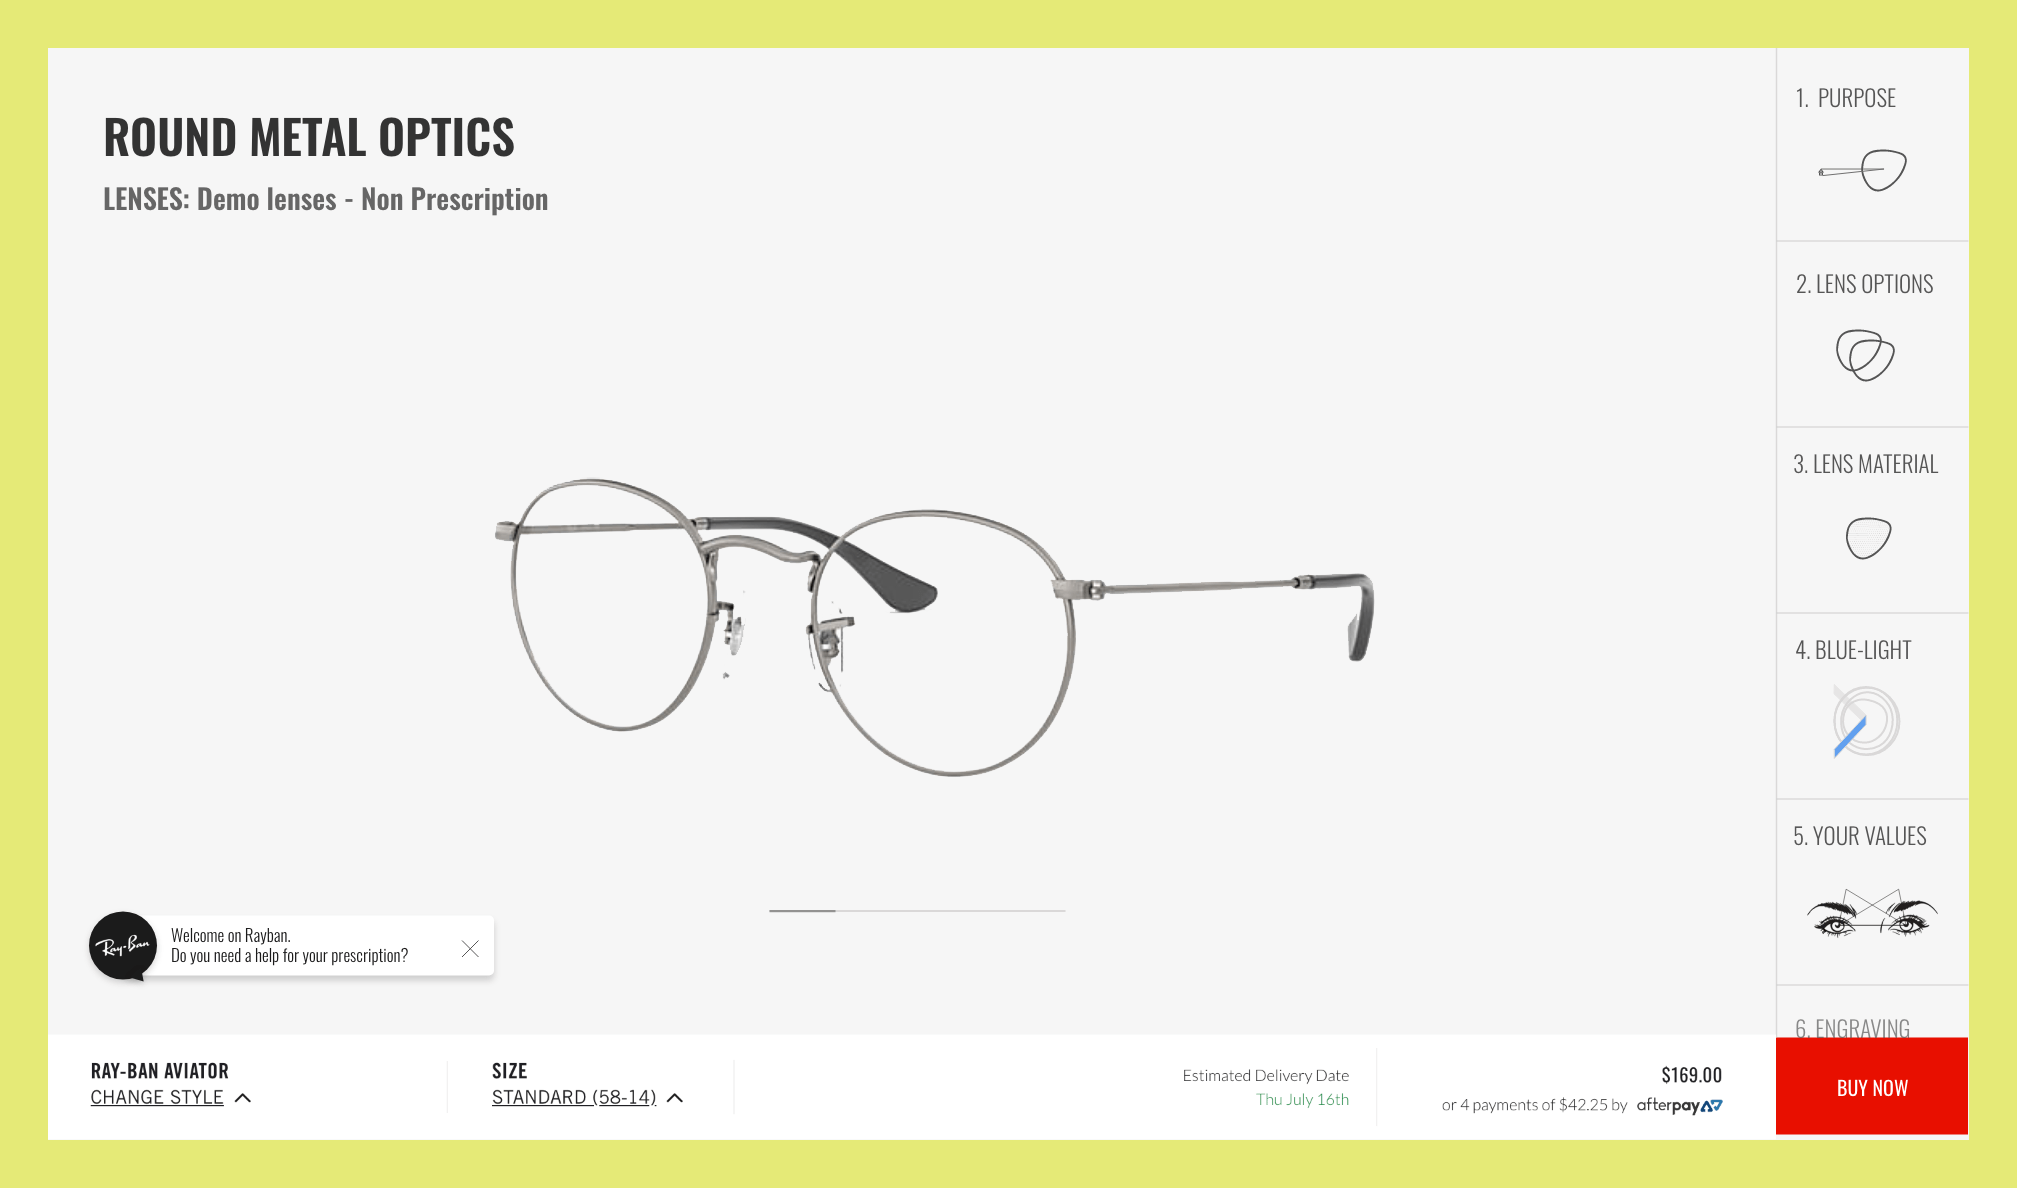 ROUND METAL OPTICS
LENSES: Demo lenses - Non Prescription
1. PURPOSE
2. LENS OPTIONS
3. LENS MATERIAL
4. BLUE-LIGHT
5. YOUR VALUES
6. ENGRAVING
Ray-Ban
Welcome on Rayban.
Do you need a help for your prescription?
RAY-BAN AVIATOR
CHANGE STYLE
SIZE
STANDARD (58-14)
Estimated Delivery Date
Thu July 16th
$169.00
or 4 payments of $42.25 by afterpay
BUY NOW